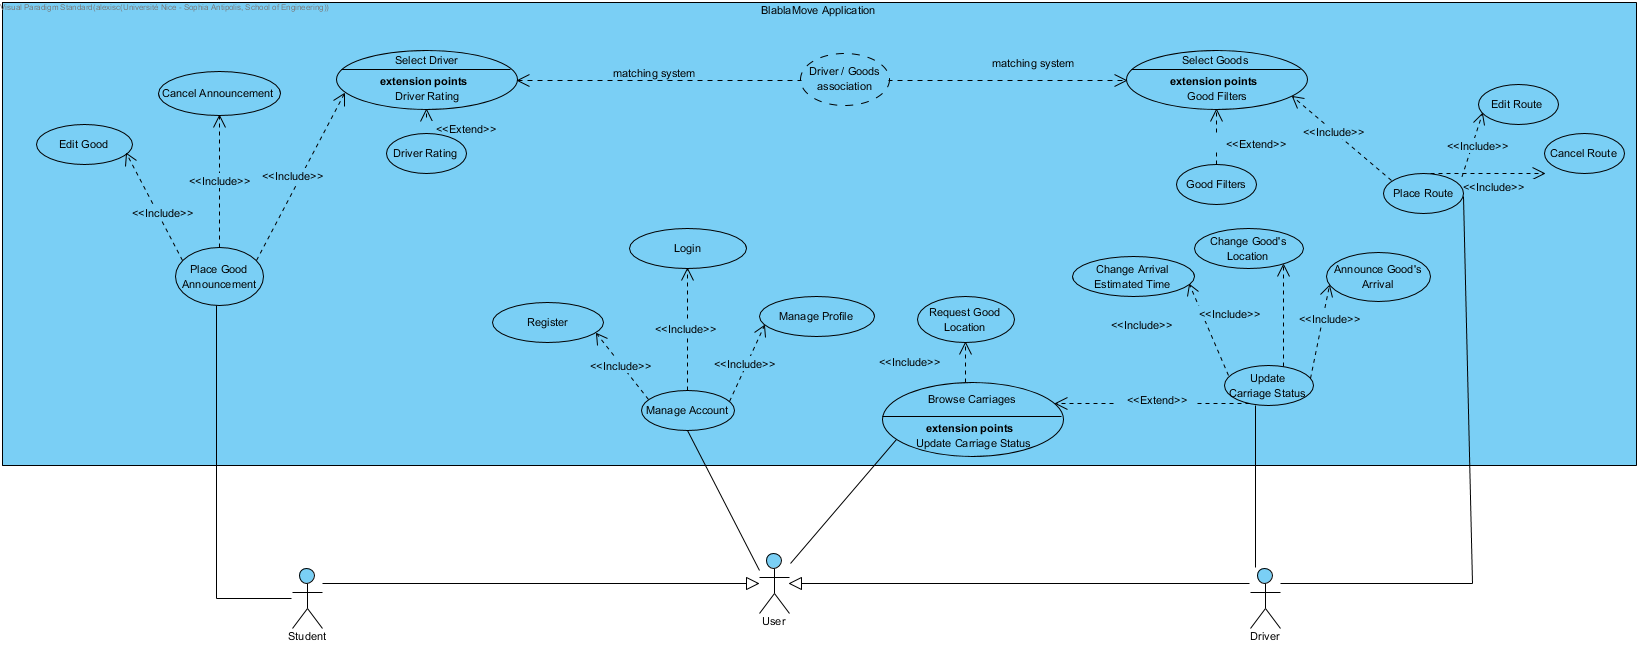 Visual Paradigm Standard(alexisc(Université Nice - Sophia Antipolis, School of Engineering))
BlablaMove Application
Select Driver
extension points
Driver Rating
matching system
Driver / Goods
association
matching system
Select Goods
extension points
Good Filters
Cancel Announcement
Edit Good
<<Extend>>
Driver Rating
<<Include>>
<<Include>>
<<Include>>
Place Good
Announcement
<<Extend>>
Good Filters
<<Include>>
Edit Route
<<Include>>
Cancel Route
<<Include>>
Place Route
Login
Register
Manage Profile
<<Include>>
<<Include>>
<<Include>>
Manage Account
Request Good
Location
<<Include>>
Browse Carriages
extension points
Update Carriage Status
<<Extend>>
Change Arrival
Estimated Time
Change Good's
Location
Announce Good's
Arrival
<<Include>>
<<Include>>
<<Include>>
Update
Carriage Status
Student
User
Driver